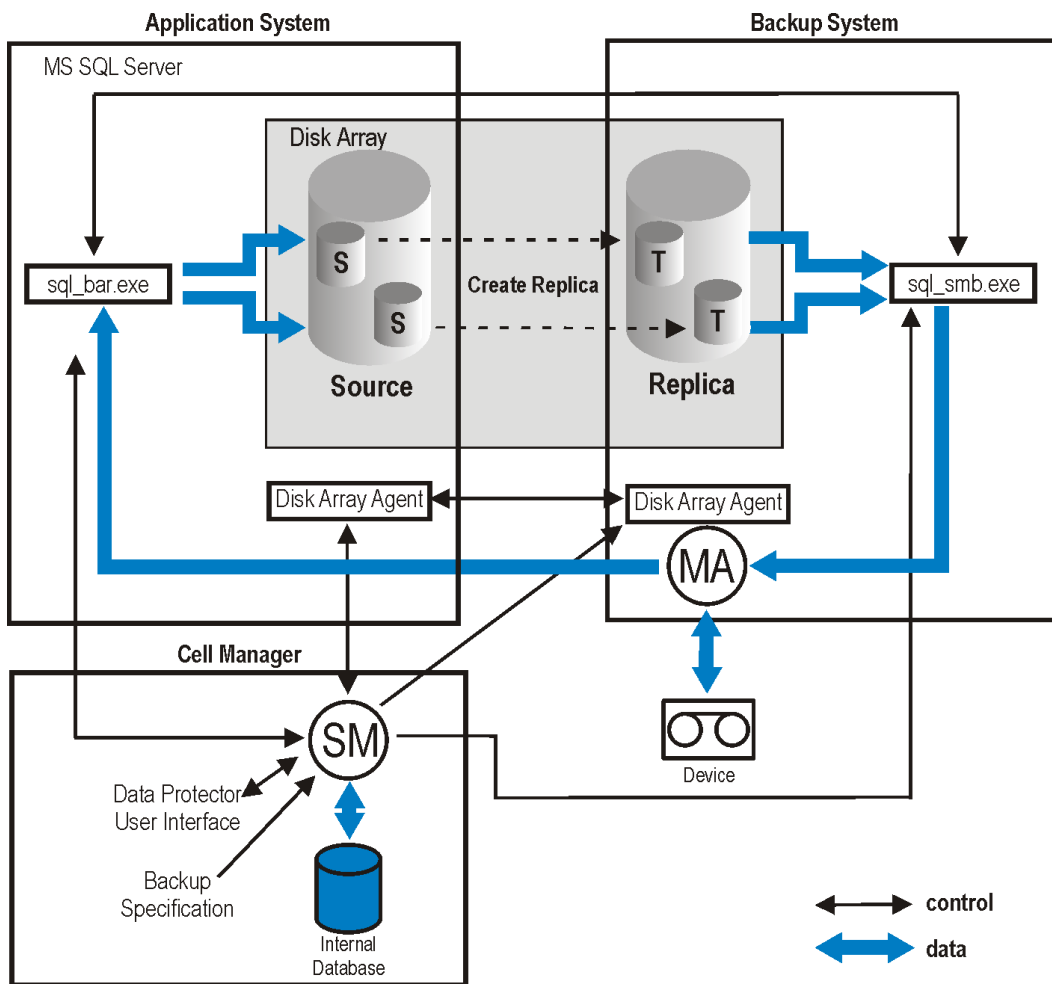 Application System
Backup System
MS SQL Server
Disk Array
S
T
sql_bar.exe
Create Replica
sql_smb.exe
S
T
Source
Replica
Disk Array Agent
Disk Array Agent
MA
Cell Manager
SM
Device
Data Protector
User Interface
Backup
Specification
Internal
Database
control
data